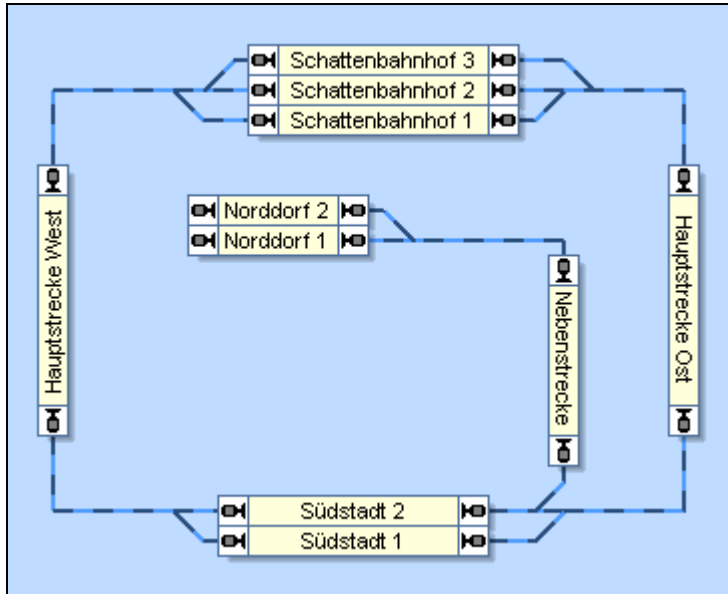 Schattenbahnhof 3
Schattenbahnhof 2
Schattenbahnhof 1
Hauptstrecke West
Norddorf 2
Norddorf 1
Nebenstrecke
Hauptstrecke Ost
Südstadt 2
Südstadt 1